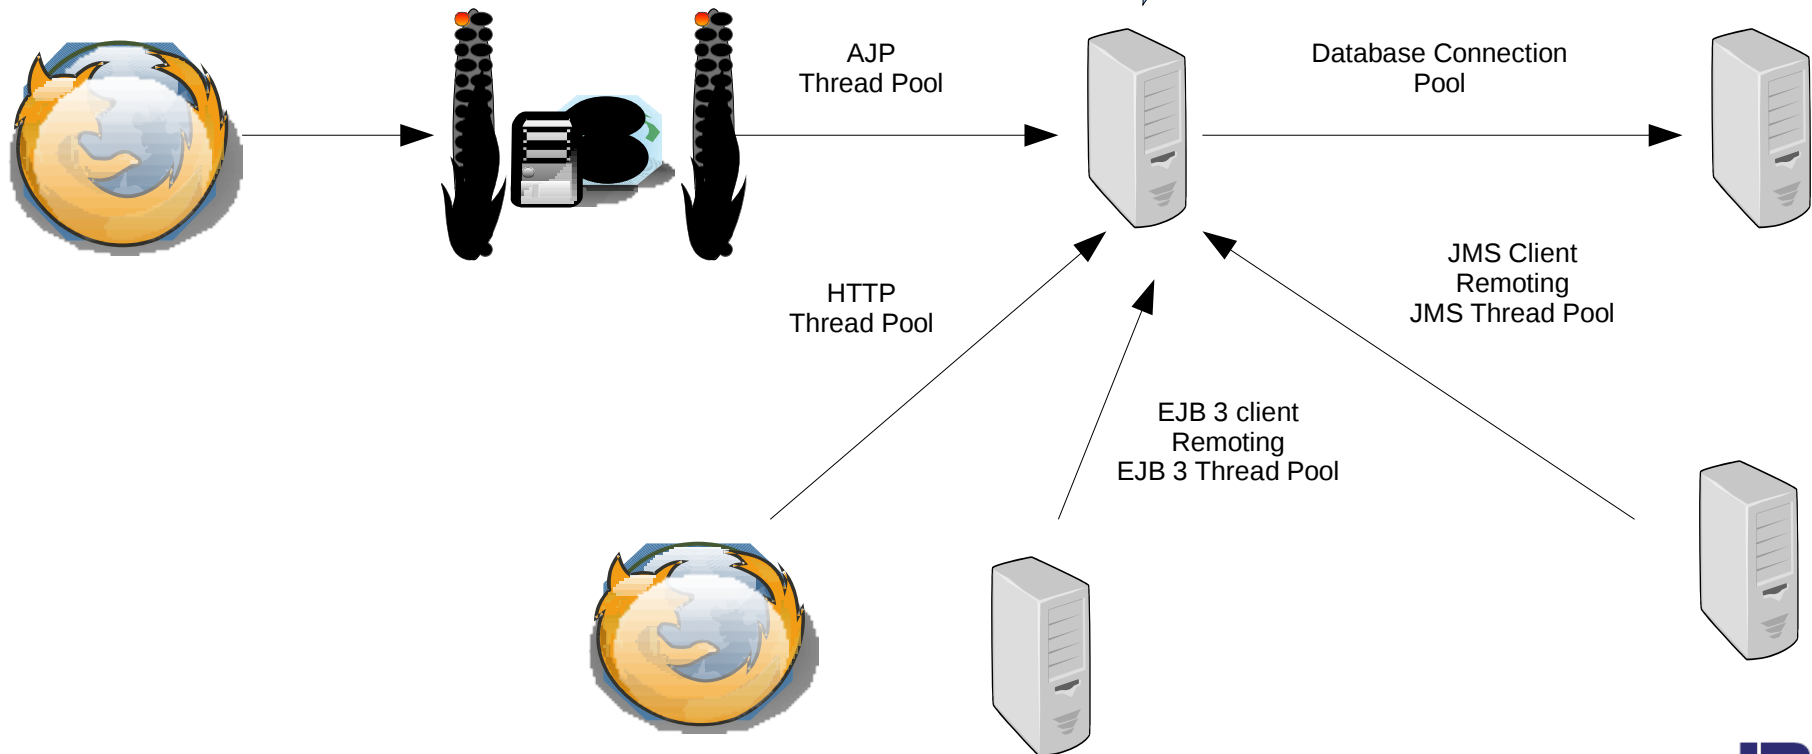 AJP
Thread Pool
Database Connection
Pool
HTTP
Thread Pool
JMS Client
Remoting
JMS Thread Pool
EJB 3 client
Remoting
EJB 3 Thread Pool